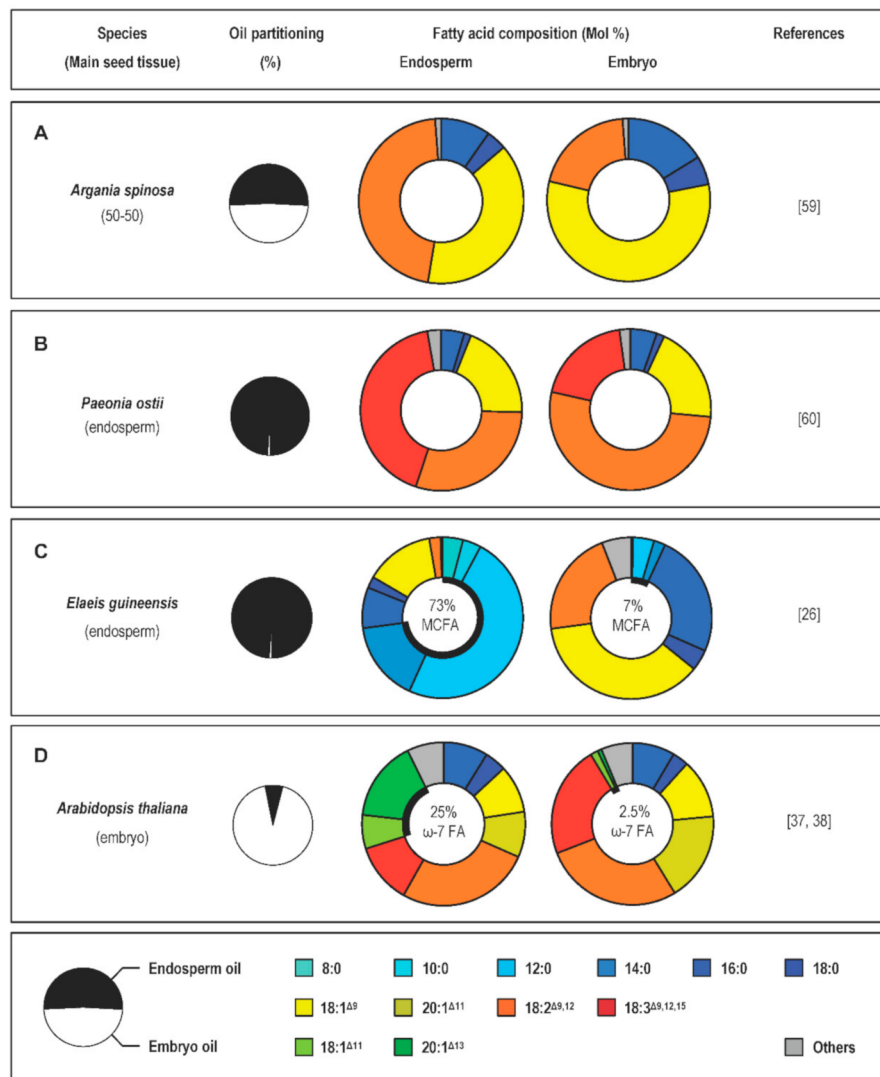 Species Oil partitioning Fatty acid composition (Mol %) References
(Main seed tissue) (%) Endosperm Embryo
A
Argania spinosa
(50-50)
[59]
B
Paeonia ostii
(endosperm)
[60]
C
Elaeis guineensis
(endosperm)
73%
MCFA
7%
MCFA
[26]
D
Arabidopsis thaliana
(embryo)
25%
ω-7 FA
2.5%
ω-7 FA
[37, 38]
Endosperm oil
Embryo oil
8:0 10:0 12:0 14:0 16:0 18:0
18:1Δ9 20:1Δ11 18:2Δ9,12 18:3Δ9,12,15
18:1Δ11 20:1Δ13 Others